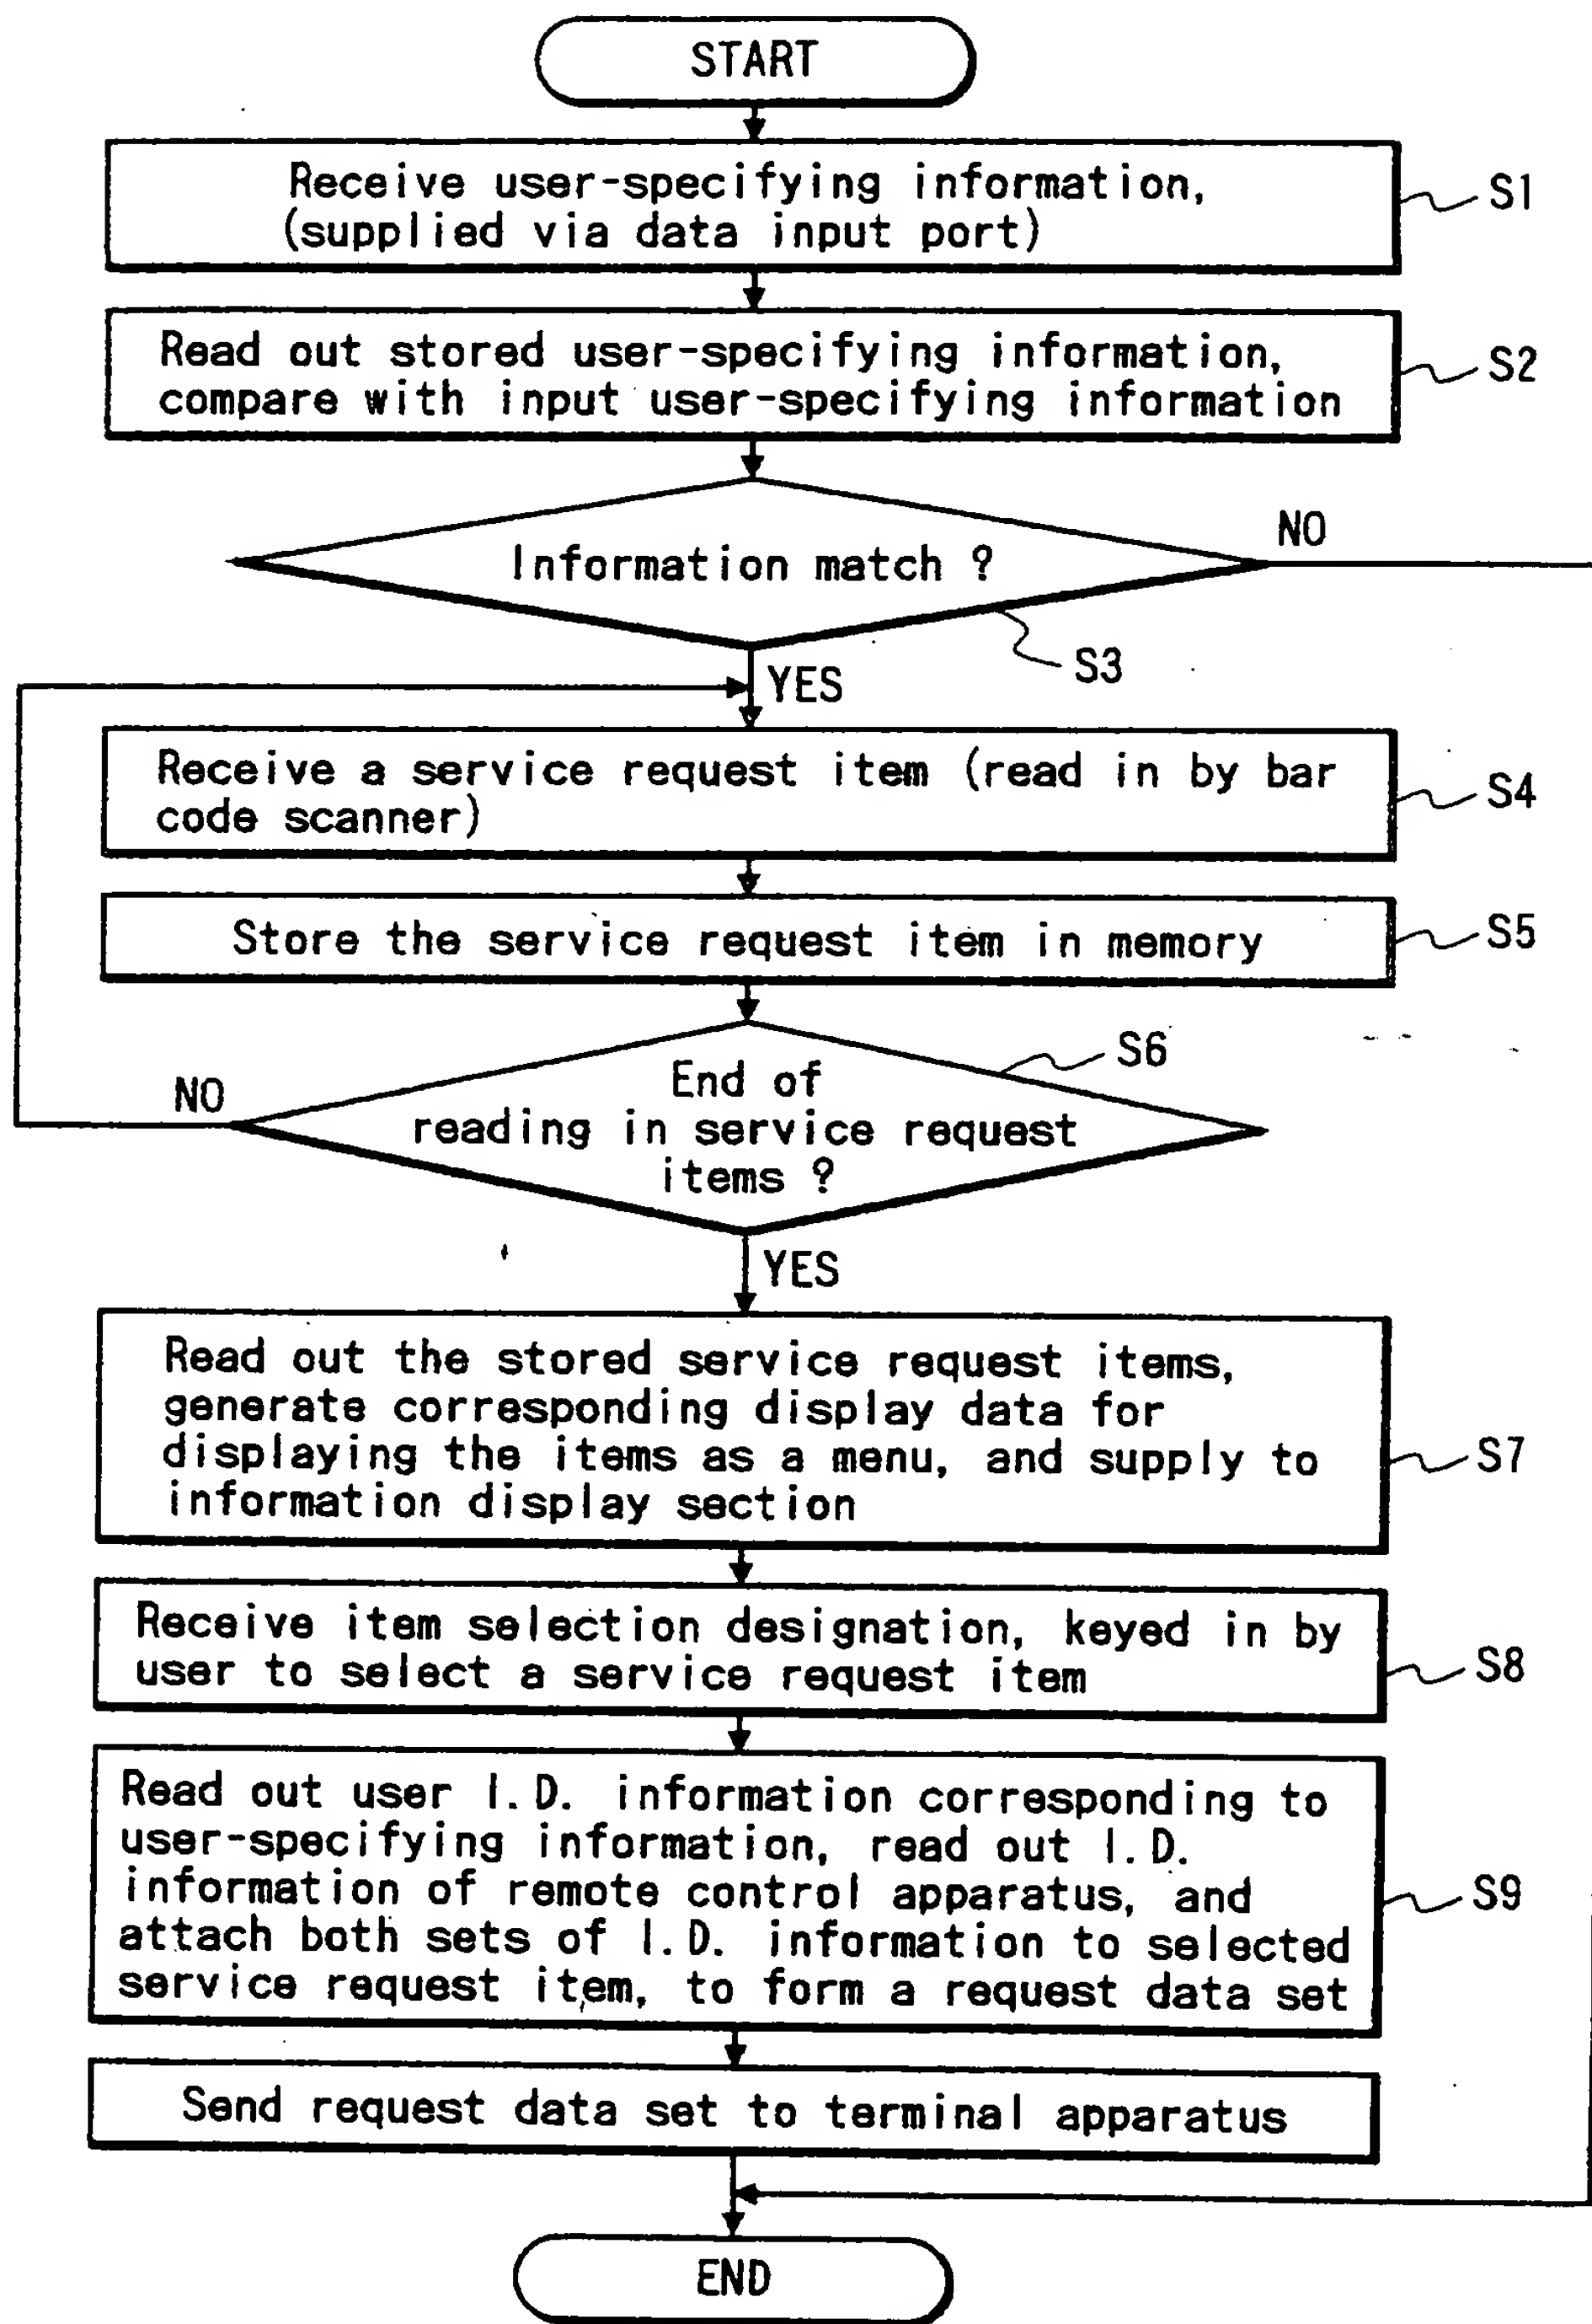 START
Receive user-specifying information,
(supplied via data input port)
S1
Read out stored user-specifying information,
compare with input user-specifying information
S2
NO
Information match ?
S3
YES
Receive a service request item (read in by bar
code scanner)
S4
Store the service request item in memory
S5
S6
End of
NO
reading in service request
items ?
YES
Read out the stored service request items,
generate corresponding display data for
displaying the items as a menu, and supply to
information display section
S7
Receive item selection designation, keyed in by
user to select a service request item
S8
Read out user I.D. information corresponding to
user-specifying information, read out I.D.
information of remote control apparatus, and
attach both sets of I.D. information to selected
service request item, to form a request data set
S9
Send request data set to terminal apparatus
END